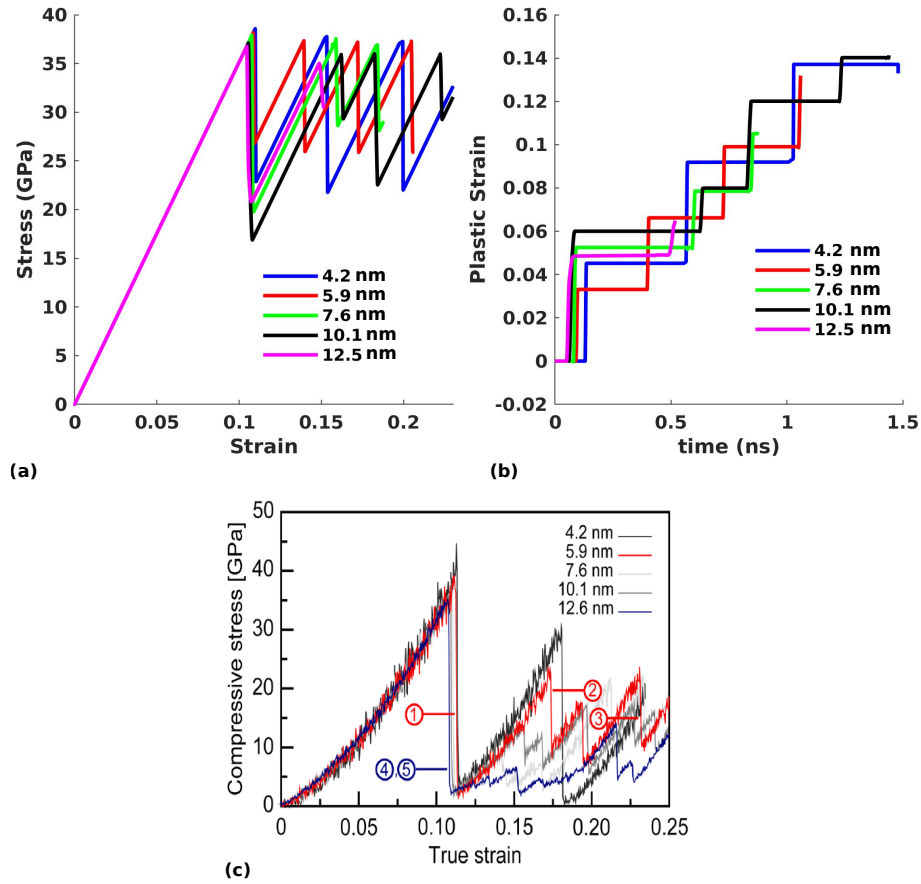 40
35
30
25
20
15
10
5
0
Stress (GPa)
4.2 nm
5.9 nm
7.6 nm
10.1 nm
12.5 nm
0 0.05 0.1 0.15 0.2
Strain
(a)
0.16
0.14
0.12
0.1
0.08
0.06
0.04
0.02
0
-0.02
Plastic Strain
4.2 nm
5.9 nm
7.6 nm
10.1 nm
12.5 nm
0 0.5 1 1.5
time (ns)
(b)
50
40
30
20
10
0
Compressive stress [GPa]
4.2 nm
5.9 nm
7.6 nm
10.1 nm
12.6 nm
1
2
3
4,5
0 0.05 0.10 0.15 0.20 0.25
True strain
(c)